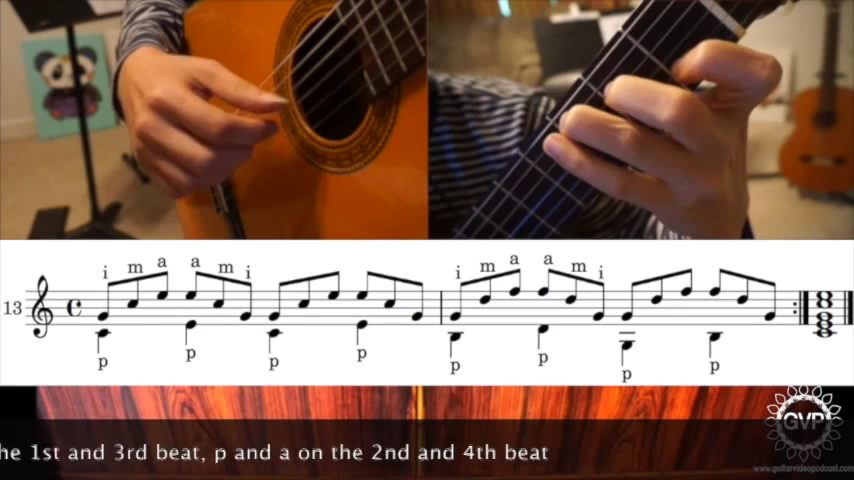 i m a a m i i m a a m i
13
p p p p p p p p
GVP
he 1st and 3rd beat, p and a on the 2nd and 4th beat
www.guitarvideopodcast.com